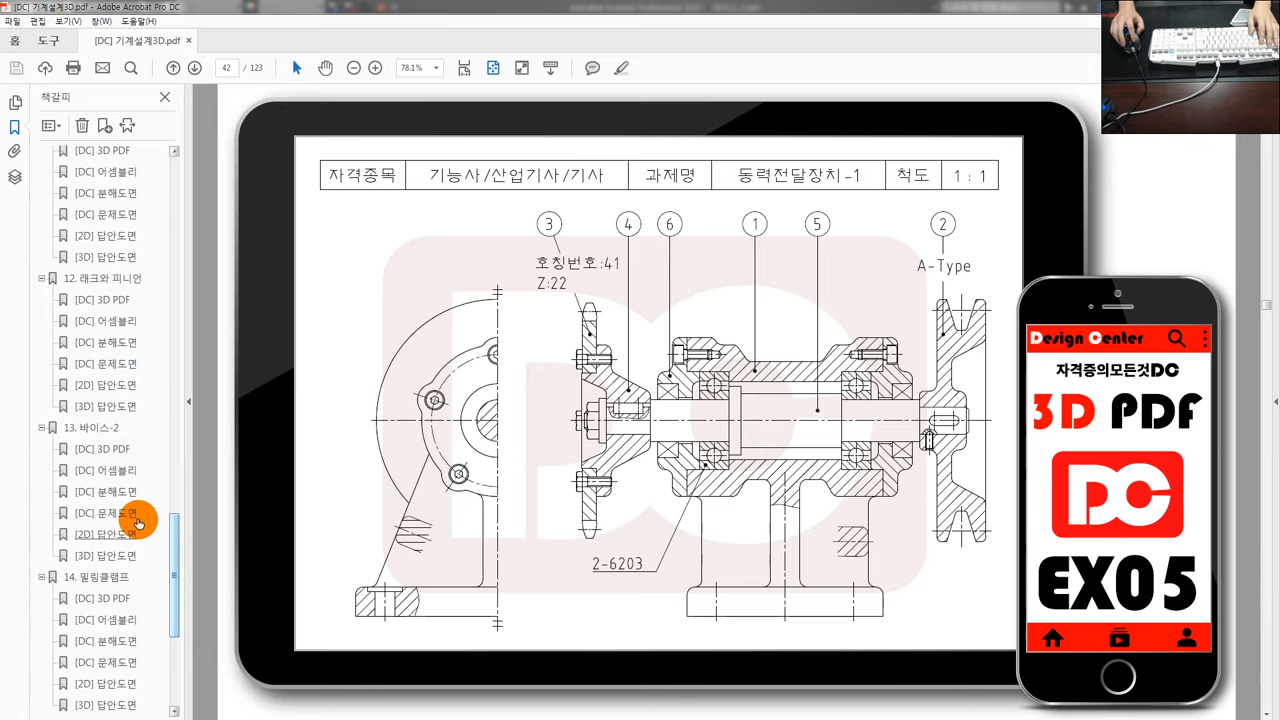 [DC] 기계설계3D.pdf - Adobe Acrobat Pro DC
파일 편집 보기(V) 창(W) 도움말(H)
홈 도구 [DC] 기계설계3D.pdf ×
42 / 123 78.1%
책갈피
[DC] 3D PDF
[DC] 어셈블리
[DC] 분해도면
[DC] 문제도면
[2D] 답안도면
[3D] 답안도면
12. 래크와 피니언
[DC] 3D PDF
[DC] 어셈블리
[DC] 분해도면
[DC] 문제도면
[2D] 답안도면
[3D] 답안도면
13. 바이스-2
[DC] 3D PDF
[DC] 어셈블리
[DC] 분해도면
[DC] 문제도면
[2D] 답안도면
[3D] 답안도면
14. 밀링클램프
[DC] 3D PDF
[DC] 어셈블리
[DC] 분해도면
[DC] 문제도면
[2D] 답안도면
[3D] 답안도면
자격종목 기능사/산업기사/기사 과제명 동력전달장치-1 척도 1 : 1
3 4 6 1 5 2
호칭번호:41
Z:22
A-Type
2-6203
DC
Design Center
자격증의모든것DC
3D PDF
DC
EX05